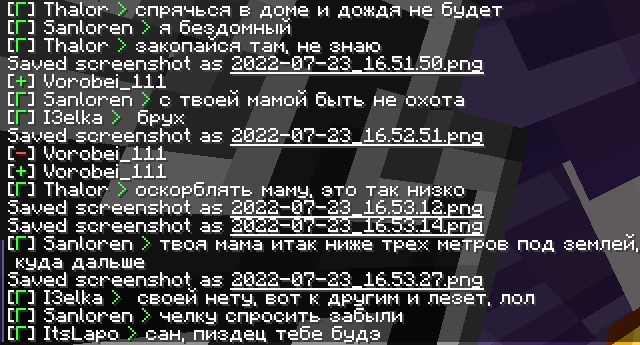 [Г] Thalor > спрячься в доме и дождя не будет
[Г] Sanloren > я бездомный
[Г] Thalor > закопайся там, не знаю
Saved screenshot as 2022-07-23_16.51.50.png
[+] Vorobei_111
[Г] Sanloren > с твоей мамой быть не охота
[Г] I3elka > брух
Saved screenshot as 2022-07-23_16.52.51.png
[-] Vorobei_111
[+] Vorobei_111
[Г] Thalor > оскорблять маму, это так низко
Saved screenshot as 2022-07-23_16.53.12.png
Saved screenshot as 2022-07-23_16.53.14.png
[Г] Sanloren > твоя мама итак ниже трех метров под землей,
куда дальше
Saved screenshot as 2022-07-23_16.53.27.png
[Г] I3elka > своей нету, вот к другим и лезет, лол
[Г] Sanloren > челку спросить забыли
[Г] ItsLapo > сан, пиздец тебе будэ